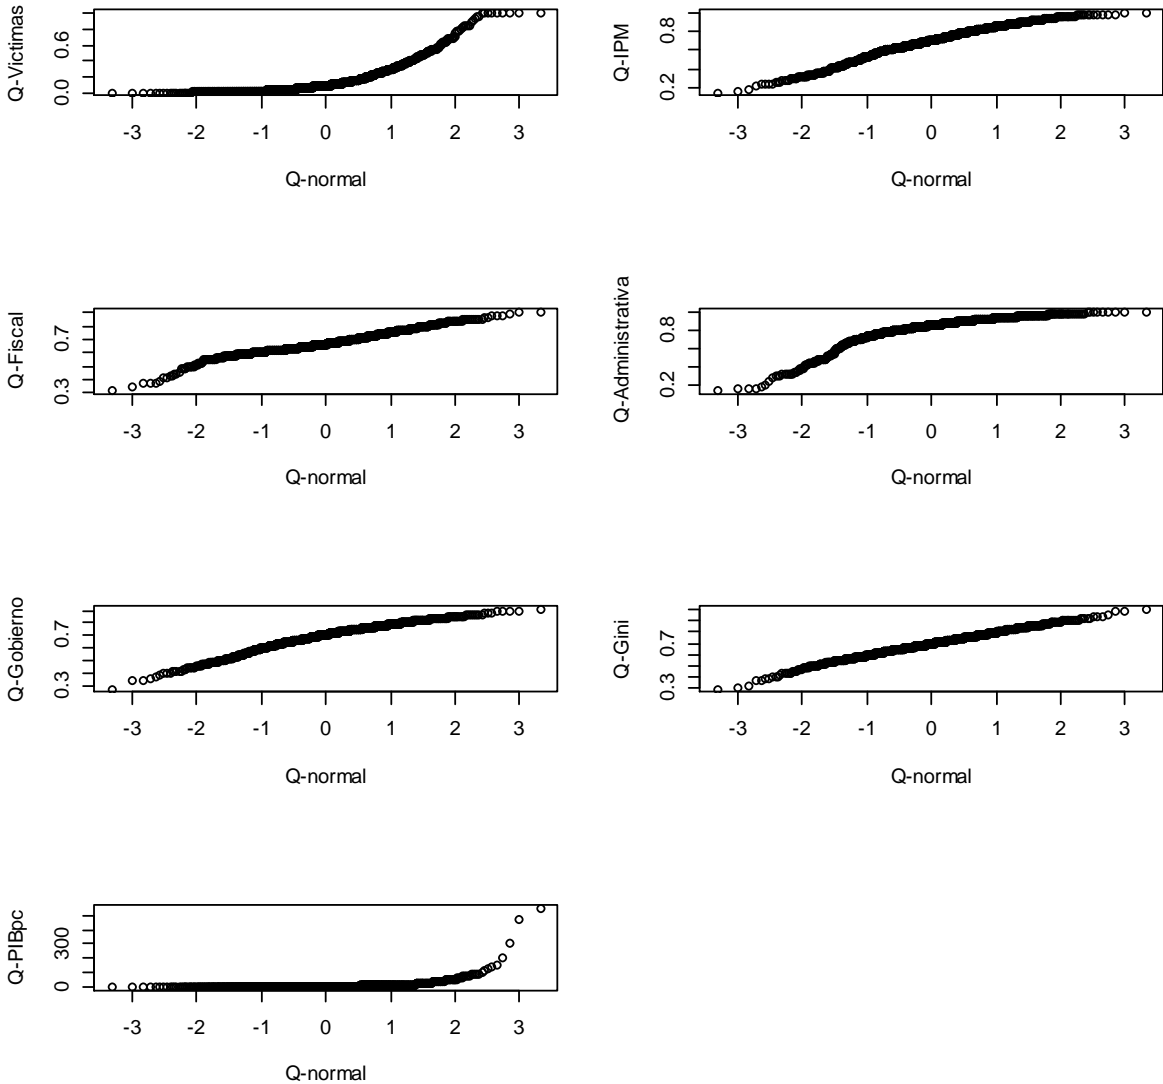 Q-Victimas
0.0 0.6
-3 -2 -1 0 1 2 3
Q-normal
Q-IPM
0.2 0.8
-3 -2 -1 0 1 2 3
Q-normal
Q-Fiscal
0.3 0.7
-3 -2 -1 0 1 2 3
Q-normal
Q-Administrativa
0.2 0.8
-3 -2 -1 0 1 2 3
Q-normal
Q-Gobierno
0.3 0.7
-3 -2 -1 0 1 2 3
Q-normal
Q-Gini
0.3 0.7
-3 -2 -1 0 1 2 3
Q-normal
Q-PIBpc
0 300
-3 -2 -1 0 1 2 3
Q-normal